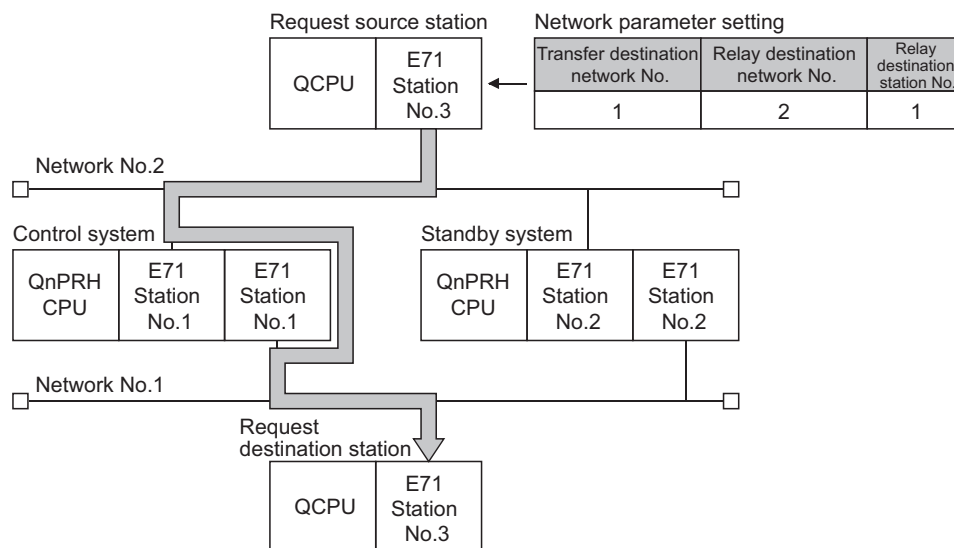 Request source station
Network parameter setting
QCPU
E71
Station
No.3
Transfer destination
network No.
Relay destination
network No.
Relay
destination
station No.
1
2
1
Network No.2
Control system
Standby system
QnPRH
CPU
E71
Station
No.1
E71
Station
No.1
QnPRH
CPU
E71
Station
No.2
E71
Station
No.2
Network No.1
Request
destination station
QCPU
E71
Station
No.3